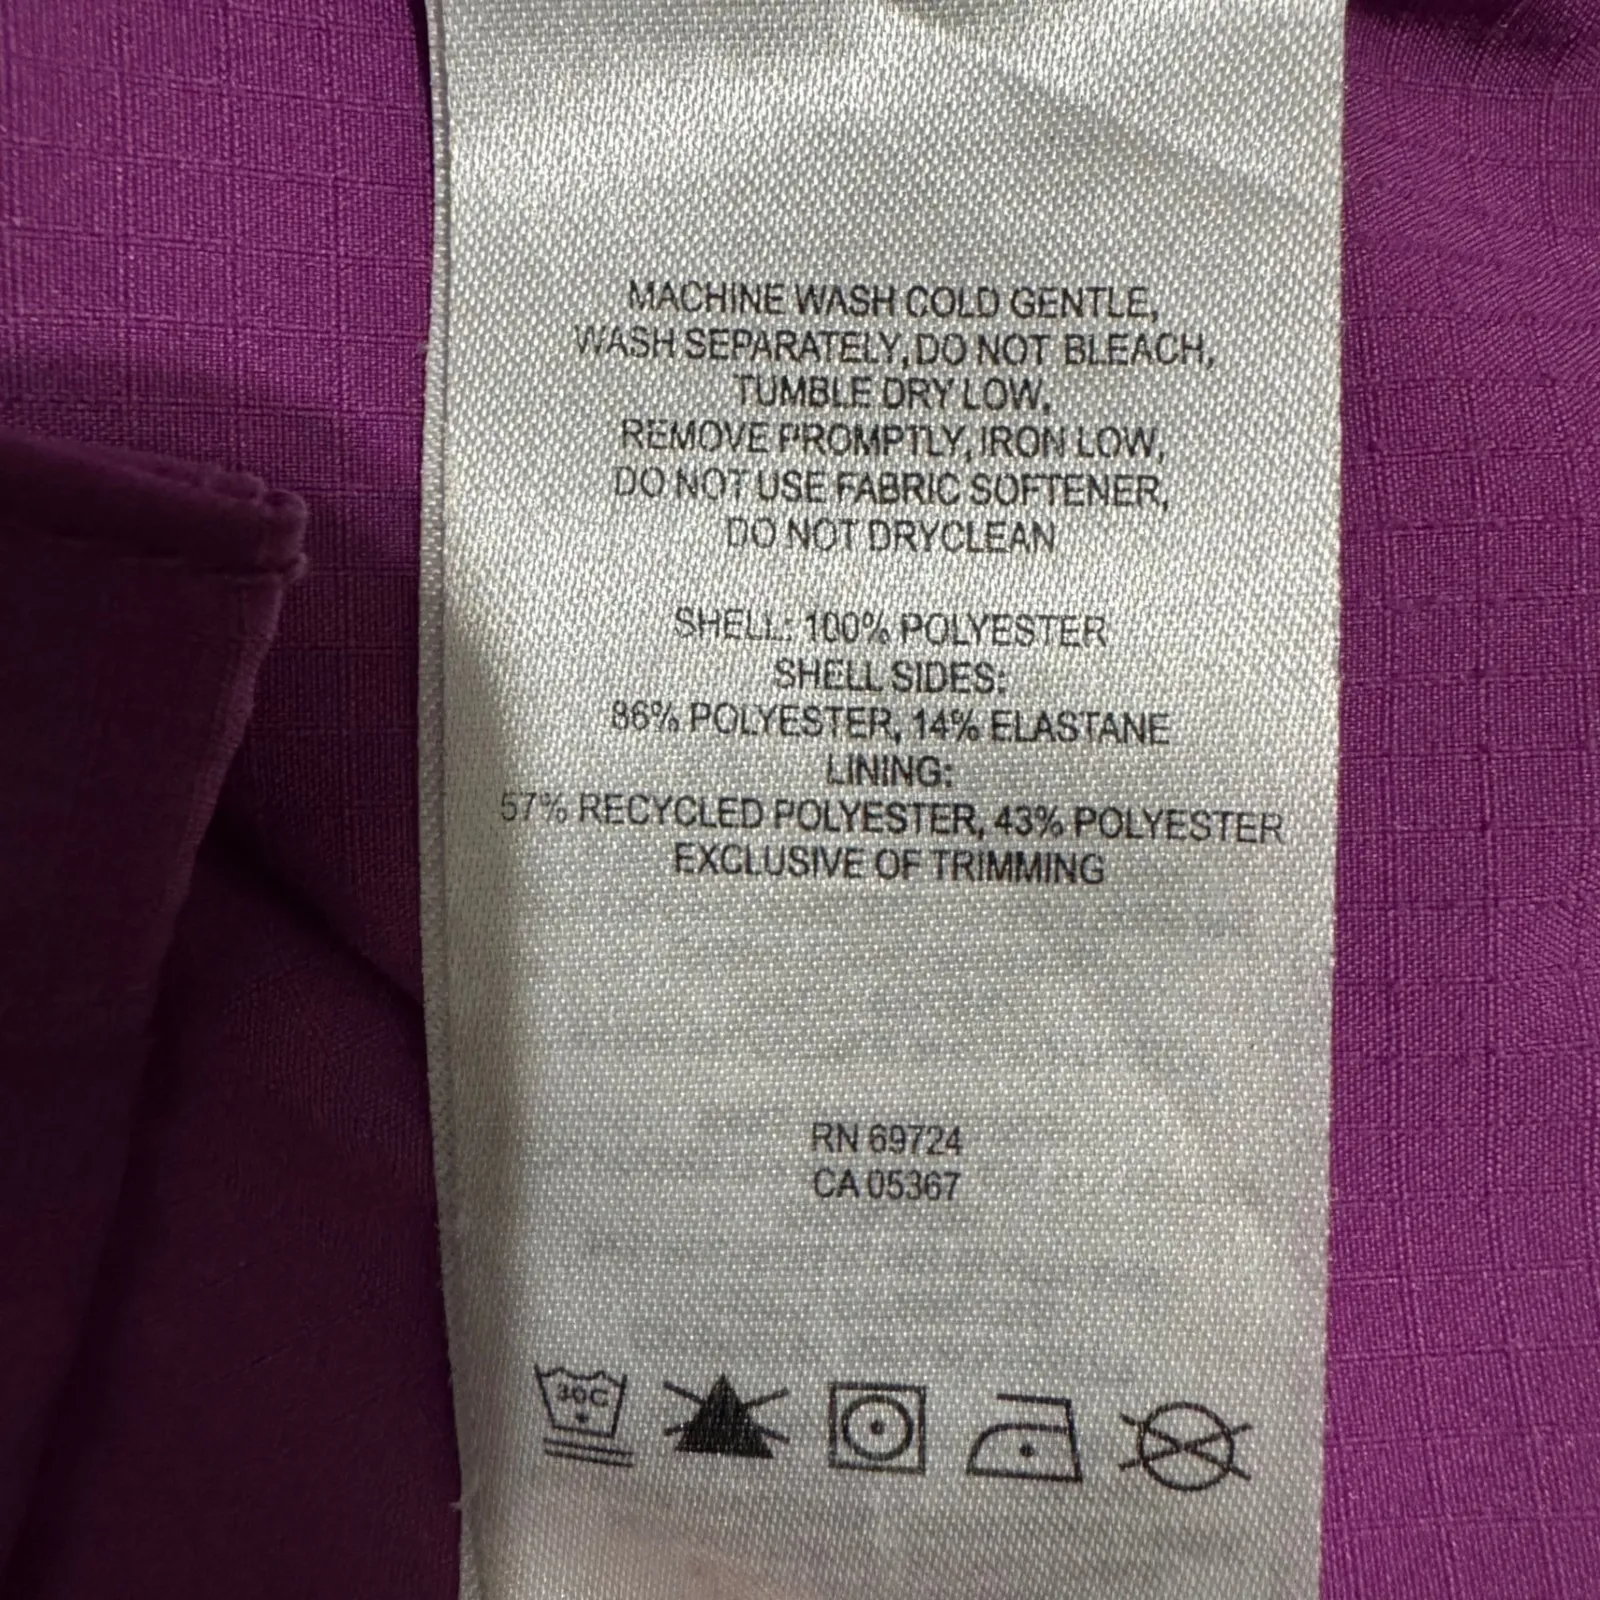 MACHINE WASH COLD GENTLE,
WASH SEPARATELY, DO NOT BLEACH,
TUMBLE DRY LOW,
REMOVE PROMPTLY, IRON LOW,
DO NOT USE FABRIC SOFTENER,
DO NOT DRYCLEAN
SHELL: 100% POLYESTER
SHELL SIDES:
86% POLYESTER, 14% ELASTANE
LINING:
57% RECYCLED POLYESTER, 43% POLYESTER
EXCLUSIVE OF TRIMMING
RN 69724
CA 05367
30C